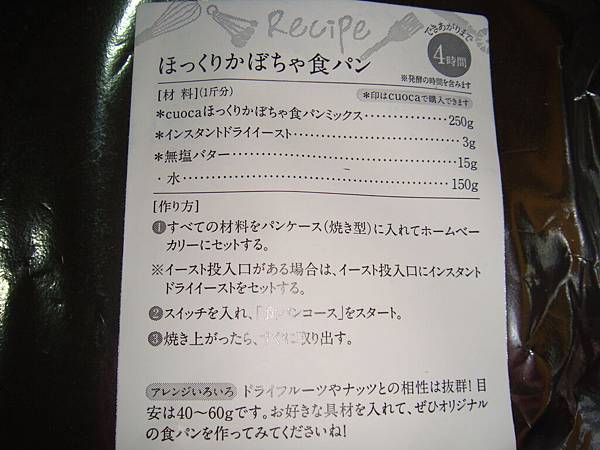 Recipe
できあがりまで
4時間
※発酵の時間を含みます
ほっくりかぼちゃ食パン
[材 料](1斤分)
＊印はcuocaで購入できます
＊cuocaほっくりかぼちゃ食パンミックス……………250g
＊インスタントドライイースト…………………………3g
＊無塩バター……………………………………15g
・水………………………………………150g
[作り方]
❶すべての材料をパンケース(焼き型)に入れてホームベー
カリーにセットする。
※イースト投入口がある場合は、イースト投入口にインスタント
ドライイーストをセットする。
❷スイッチを入れ、「食パンコース」をスタート。
❸焼き上がったら、すぐに取り出す。
アレンジいろいろ ドライフルーツやナッツとの相性は抜群! 目
安は40〜60gです。お好きな具材を入れて、ぜひオリジナル
の食パンを作ってみてくださいね!